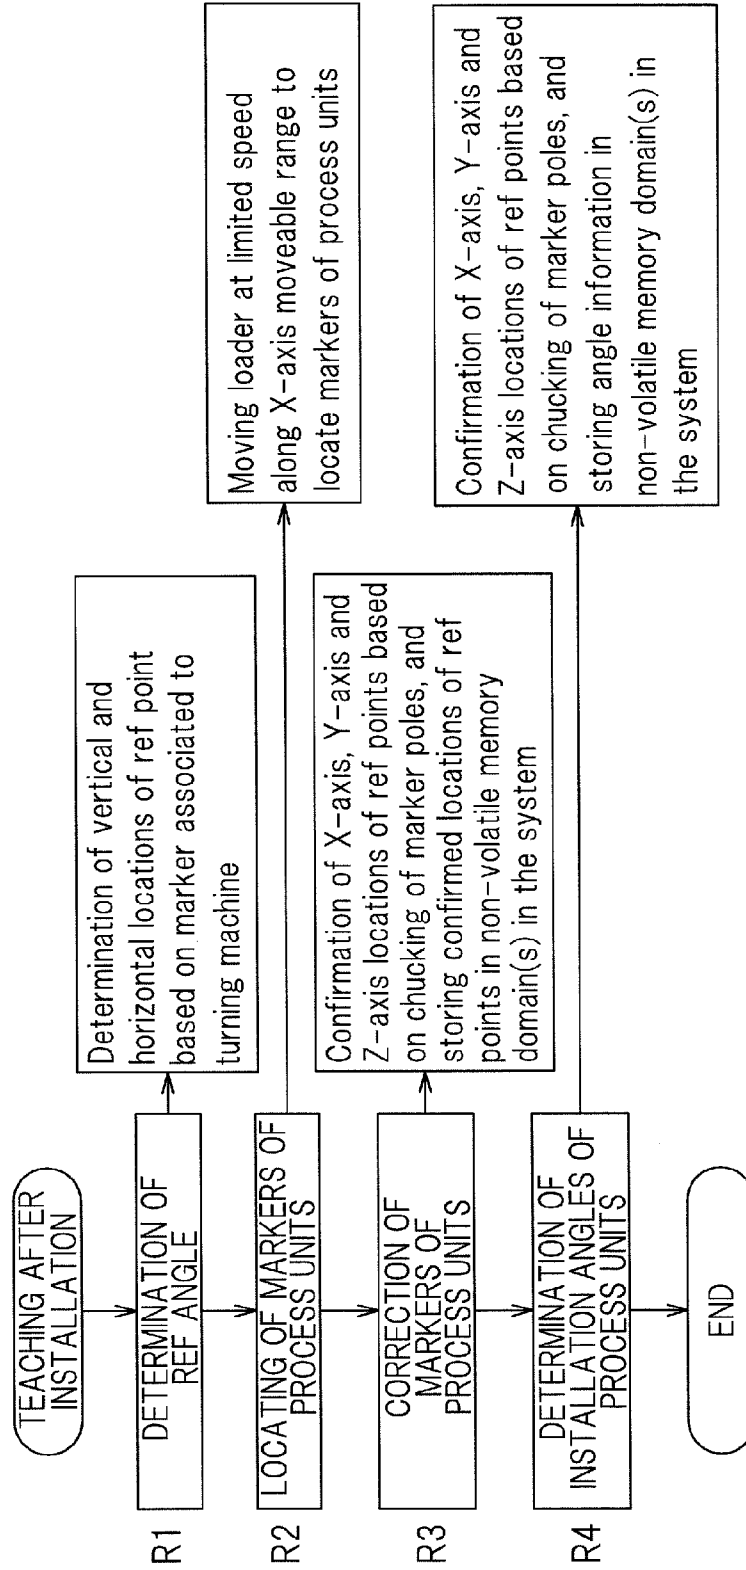 TEACHING AFTER
INSTALLATION
R1
DETERMINATION OF
REF ANGLE
Determination of vertical and
horizontal locations of ref point
based on marker associated to
turning machine
R2
LOCATING OF MARKERS OF
PROCESS UNITS
Moving loader at limited speed
along X-axis moveable range to
locate markers of process units
R3
CORRECTION OF
MARKERS OF
PROCESS UNITS
Confirmation of X-axis, Y-axis and
Z-axis locations of ref points based
on chucking of marker poles, and
storing confirmed locations of ref
points in non-volatile memory
domain(s) in the system
R4
DETERMINATION OF
INSTALLATION ANGLES OF
PROCESS UNITS
Confirmation of X-axis, Y-axis and
Z-axis locations of ref points based
on chucking of marker poles, and
storing angle information in
non-volatile memory domain(s) in
the system
END